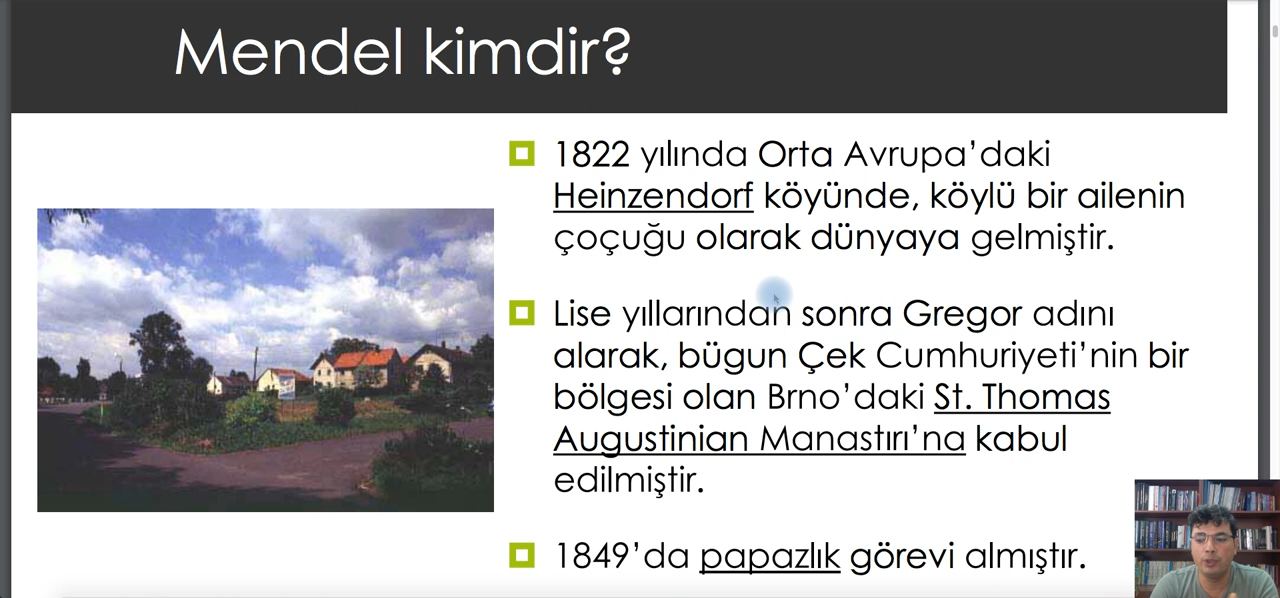 Mendel kimdir?
1822 yılında Orta Avrupa’daki
Heinzendorf köyünde, köylü bir ailenin
çoçuğu olarak dünyaya gelmiştir.
Lise yıllarından sonra Gregor adını
alarak, bügun Çek Cumhuriyeti’nin bir
bölgesi olan Brno’daki St. Thomas
Augustinian Manastırı’na kabul
edilmiştir.
1849’da papazlık görevi almıştır.